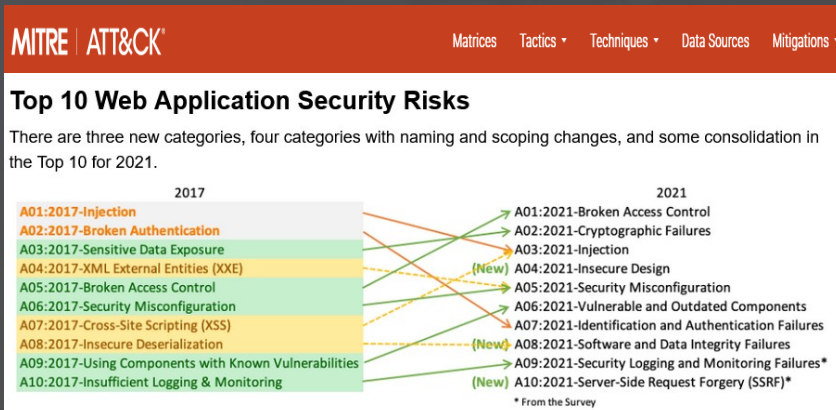 MITRE | ATT&CK®
Matrices Tactics Techniques Data Sources Mitigations
Top 10 Web Application Security Risks
There are three new categories, four categories with naming and scoping changes, and some consolidation in
the Top 10 for 2021.
2017
A01:2017-Injection
A02:2017-Broken Authentication
A03:2017-Sensitive Data Exposure
A04:2017-XML External Entities (XXE)
A05:2017-Broken Access Control
A06:2017-Security Misconfiguration
A07:2017-Cross-Site Scripting (XSS)
A08:2017-Insecure Deserialization
A09:2017-Using Components with Known Vulnerabilities
A10:2017-Insufficient Logging & Monitoring
2021
A01:2021-Broken Access Control
A02:2021-Cryptographic Failures
A03:2021-Injection
(New) A04:2021-Insecure Design
A05:2021-Security Misconfiguration
A06:2021-Vulnerable and Outdated Components
A07:2021-Identification and Authentication Failures
(New) A08:2021-Software and Data Integrity Failures
A09:2021-Security Logging and Monitoring Failures*
(New) A10:2021-Server-Side Request Forgery (SSRF)*
* From the Survey